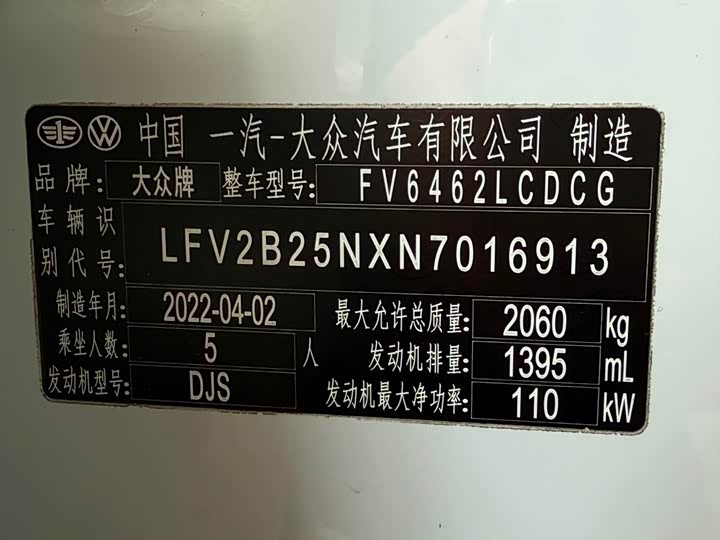 中国 一汽-大众汽车有限公司 制造
品牌: 大众牌 整车型号: FV6462LCDCG
车辆识别代号: LFV2B25NXN7016913
制造年月: 2022-04-02 最大允许总质量: 2060 kg
乘坐人数: 5 人 发动机排量: 1395 mL
发动机型号: DJS 发动机最大净功率: 110 kW